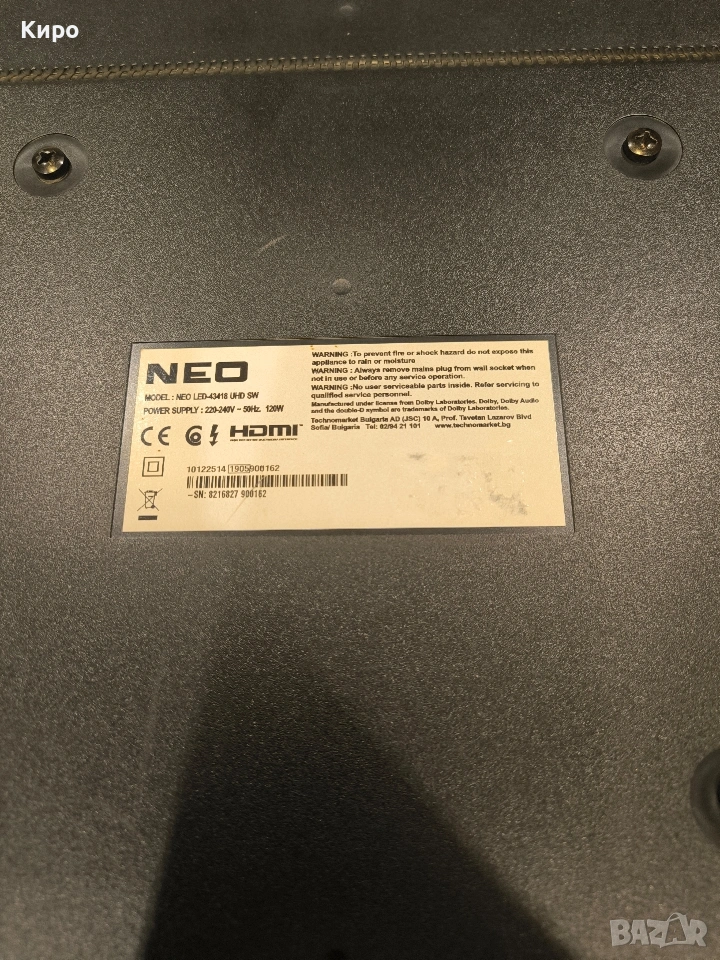 Киро
NEO
MODEL : NEO LED-43418 UHD SW
POWER SUPPLY : 220-240V ~ 50Hz. 120W
CE
HDMI
10122514 1905900162
-SN: 8216827 900162
WARNING :To prevent fire or shock hazard do not expose this
appliance to rain or moisture
WARNING : Always remove mains plug from wall socket when
not in use or before any service operation.
WARNING :No user serviceable parts inside. Refer servicing to
qualified service personnel.
Manufactured under license from Dolby Laboratories. Dolby, Dolby Audio
and the double-D symbol are trademarks of Dolby Laboratories.
Technomarket Bulgaria AD (JSC) 10 A, Prof. Tsvetan Lazarov Blvd
Sofia/ Bulgaria Tel: 02/94 21 101 www.technomarket.bg
BAZAR